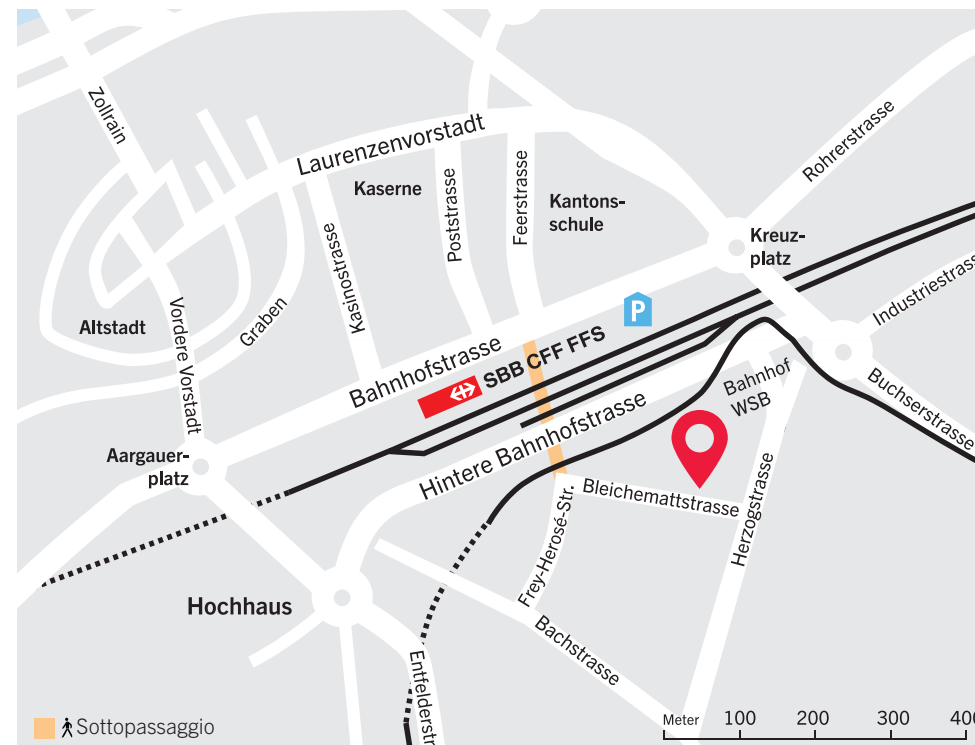 Zollrain
Laurenzenvorstadt
Rohrerstrasse
Kaserne
Poststrasse
Feerstrasse
Kantons-
schule
Kreuz-
platz
Kasinostrasse
Graben
Altstadt
Vordere Vorstadt
Industriestrass
P
SBB CFF FFS
Bahnhofstrasse
Bahnhof
WSB
Buchserstrasse
Hintere Bahnhofstrasse
Aargauer-
platz
Bleichemattstrasse
Herzogstrasse
Frey-Herosé-Str.
Hochhaus
Bachstrasse
Entfelderstr
Sottopassaggio
Meter 100 200 300 400